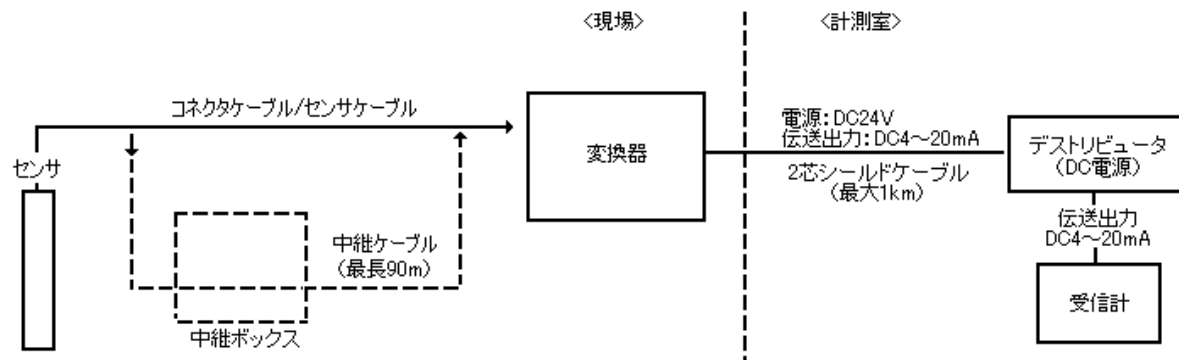 〈現場〉
〈計測室〉
コネクタケーブル/センサケーブル
センサ
変換器
電源:DC24V
伝送出力:DC4～20mA
2芯シールドケーブル
(最大1km)
デストリビュータ
(DC電源)
伝送出力
DC4～20mA
受信計
中継ケーブル
(最長90m)
中継ボックス